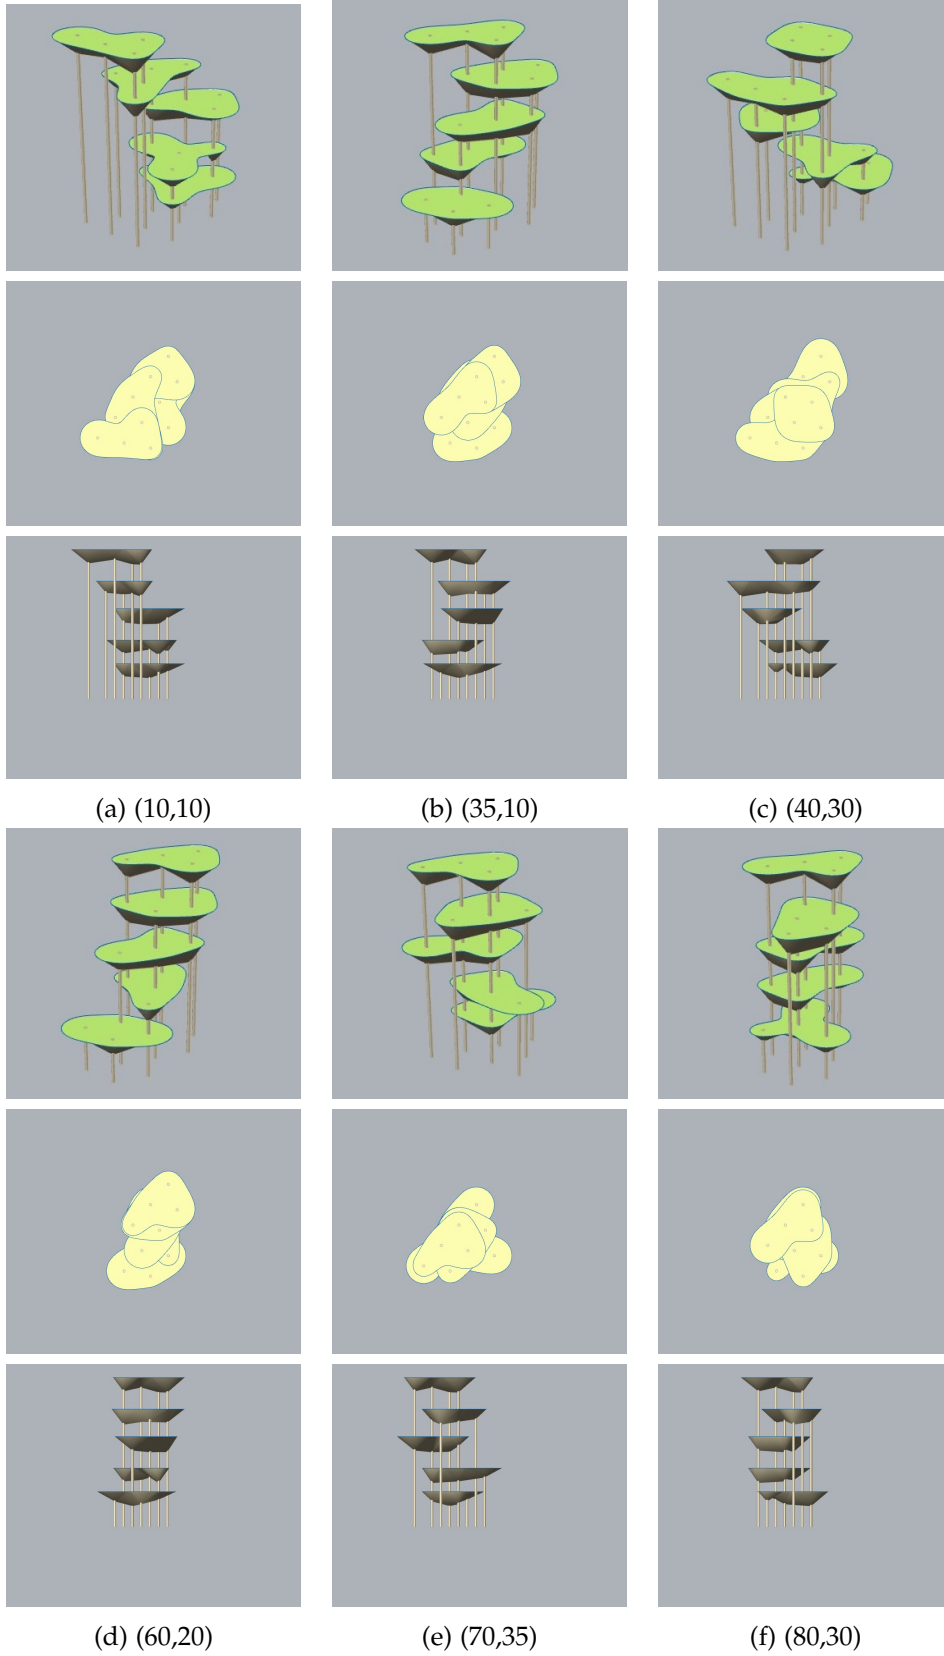 (a) (10,10)
(b) (35,10)
(c) (40,30)
(d) (60,20)
(e) (70,35)
(f) (80,30)